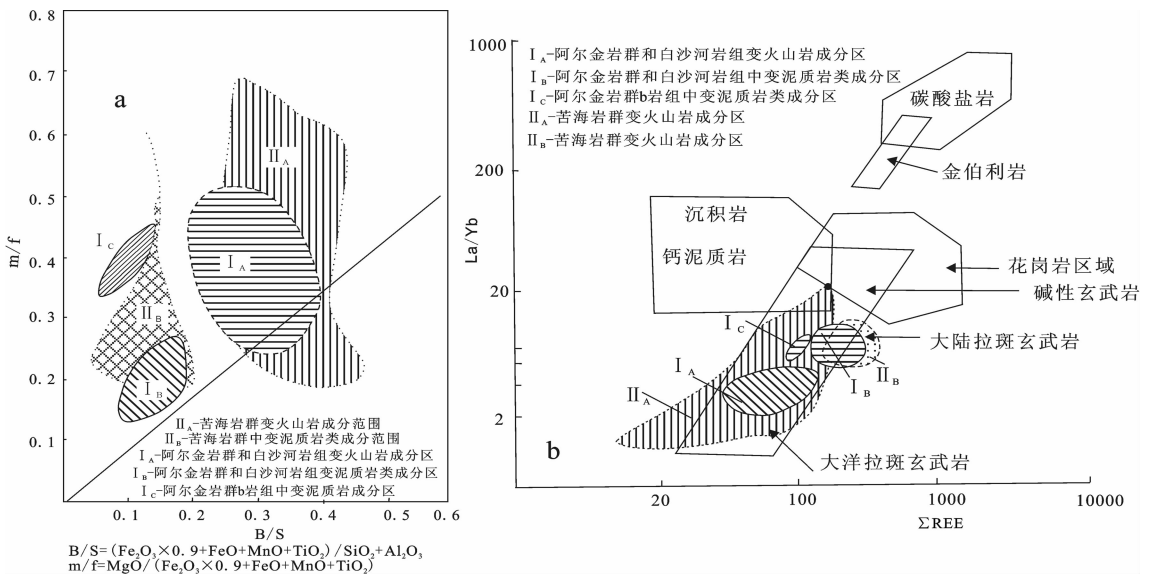 0.8
0.7
0.6
0.5
0.4
0.3
0.2
0.1
m/f
a
ⅡA
ⅠC
ⅠA
ⅡB
ⅠB
ⅡA-苦海岩群变火山岩成分范围
ⅡB-苦海岩群中变泥质岩类成分范围
ⅠA-阿尔金岩群和白沙河岩组变火山岩成分区
ⅠB-阿尔金岩群和白沙河岩组变泥质岩类成分区
ⅠC-阿尔金岩群b岩组中变泥质岩成分区
0.1 0.2 0.3 0.4 0.5 0.6
B/S
B/S=(Fe₂O₃×0.9+FeO+MnO+TiO₂)/SiO₂+Al₂O₃
m/f=MgO/(Fe₂O₃×0.9+FeO+MnO+TiO₂)
1000
200
20
2
La/Yb
ⅠA-阿尔金岩群和白沙河岩组变火山岩成分区
ⅠB-阿尔金岩群和白沙河岩组中变泥质岩类成分区
ⅠC-阿尔金岩群b岩组中变泥质岩类成分区
ⅡA-苦海岩群变火山岩成分区
ⅡB-苦海岩群变火山岩成分区
碳酸盐岩
金伯利岩
沉积岩
钙泥质岩
花岗岩区域
碱性玄武岩
大陆拉斑玄武岩
ⅠC
ⅠA
ⅡA
ⅠB
ⅡB
b
大洋拉斑玄武岩
20 100 1000 10000
ΣREE